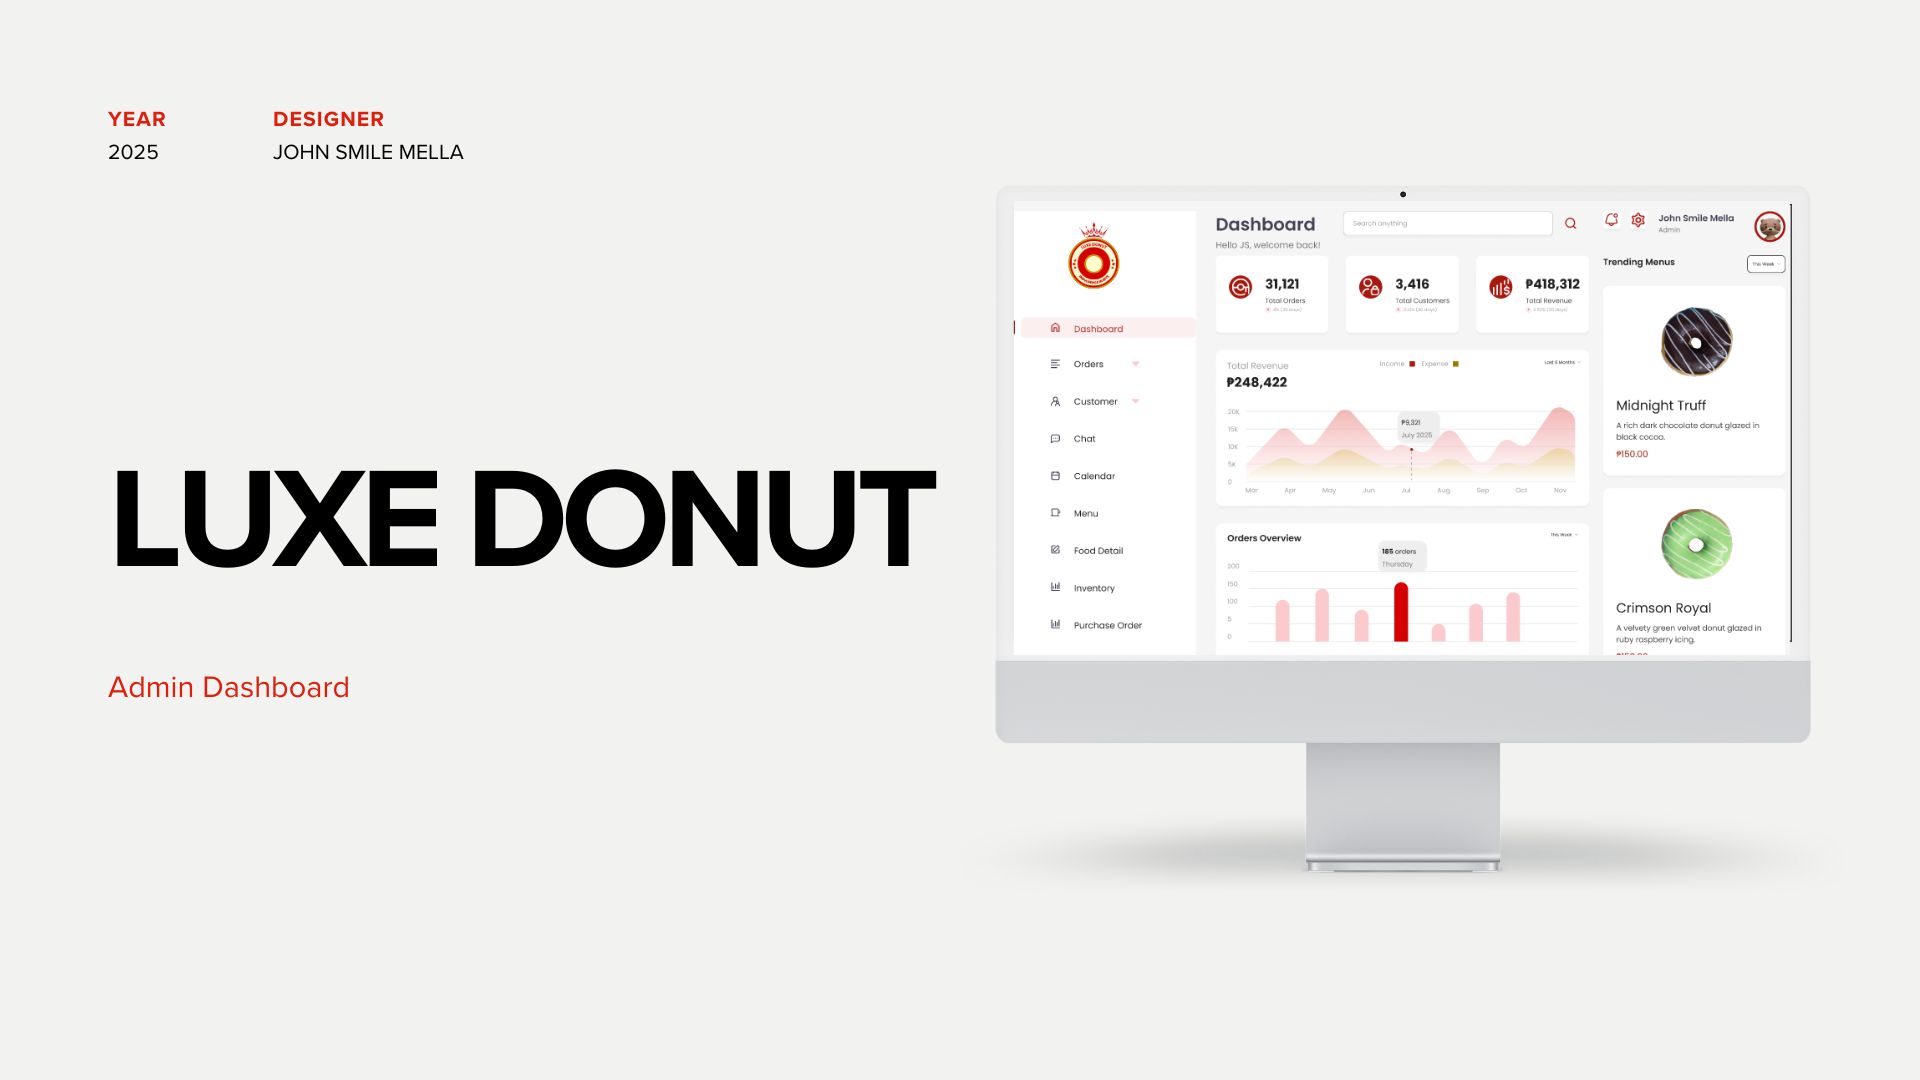 YEAR
2025
DESIGNER
JOHN SMILE MELLA
LUXE DONUT
Admin Dashboard
LUXE DONUT
Dashboard
Orders
Customer
Chat
Calendar
Menu
Food Detail
Inventory
Purchase Order
Dashboard
Hello JS, welcome back!
Search anything
John Smile Mella
Admin
31,121
Total Orders
3,416
Total Customers
₱418,312
Total Revenue
Total Revenue
₱248,422
Income
Expense
Last 5 Months
20K
15K
10K
5K
0
₱9,321
July 2025
Mar Apr May Jun Jul Aug Sep Oct Nov
Orders Overview
This Week
185 orders
Thursday
200
150
100
5
0
Trending Menus
This Week
Midnight Truff
A rich dark chocolate donut glazed in
black cocoa.
₱150.00
Crimson Royal
A velvety green velvet donut glazed in
ruby raspberry icing.